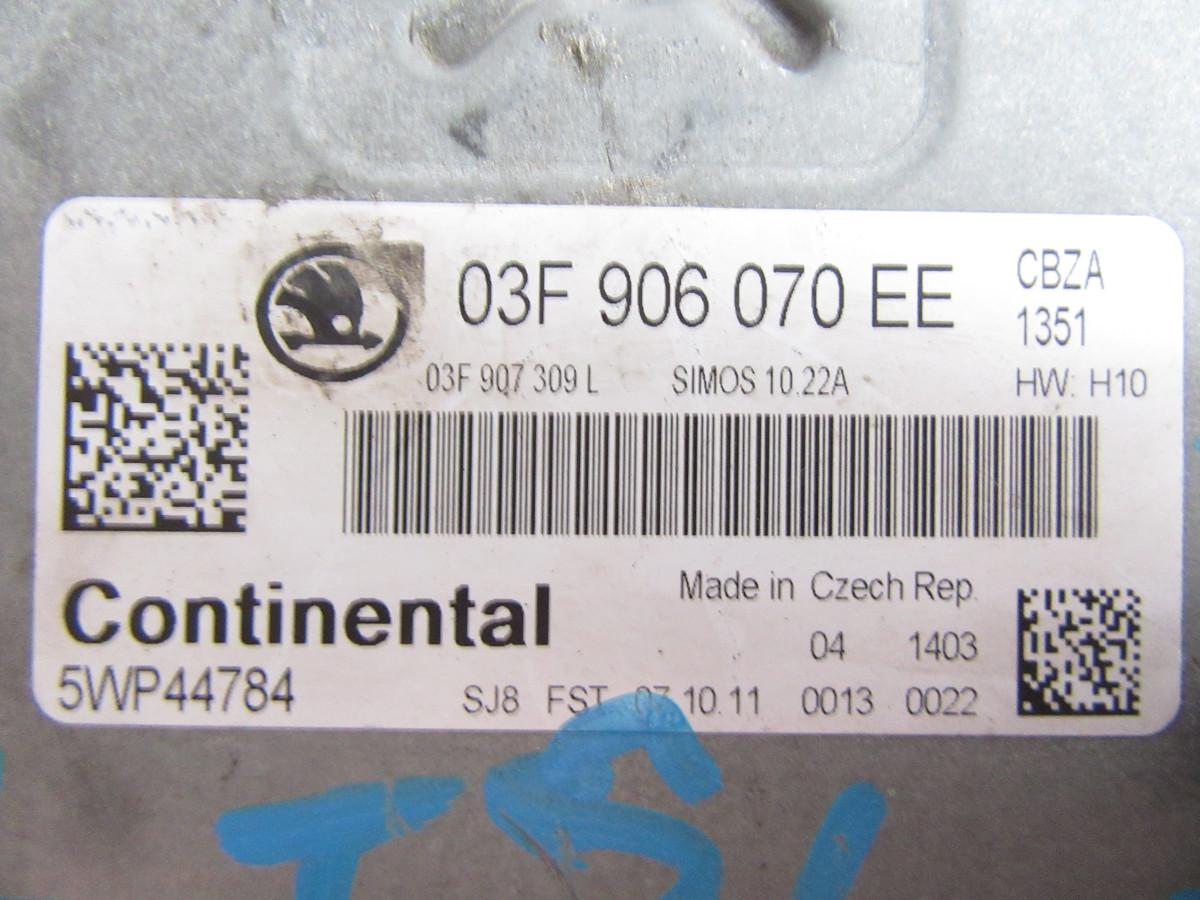 03F 906 070 EE
CBZA
1351
03F 907 309 L SIMOS 10.22A HW: H10
Continental
Made in Czech Rep.
04 1403
5WP44784
SJ8 FST 07.10.11 0013 0022
TSI